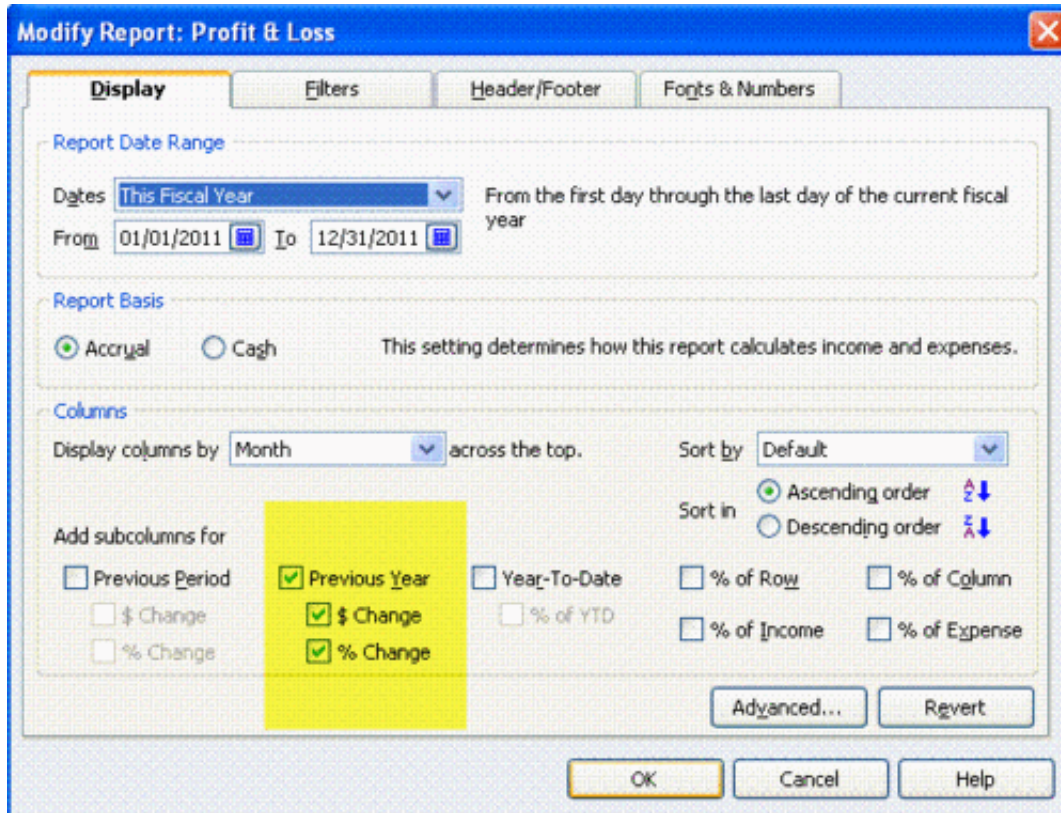 Modify Report: Profit & Loss
Display Filters Header/Footer Fonts & Numbers
Report Date Range
Dates This Fiscal Year From the first day through the last day of the current fiscal
year
From 01/01/2011 To 12/31/2011
Report Basis
Accrual Cash This setting determines how this report calculates income and expenses.
Columns
Display columns by Month across the top. Sort by Default
Sort in Ascending order
Descending order
Add subcolumns for
Previous Period Previous Year Year-To-Date % of Row % of Column
$ Change $ Change % of YTD
% of Income % of Expense
% Change % Change
Advanced... Revert
OK Cancel Help